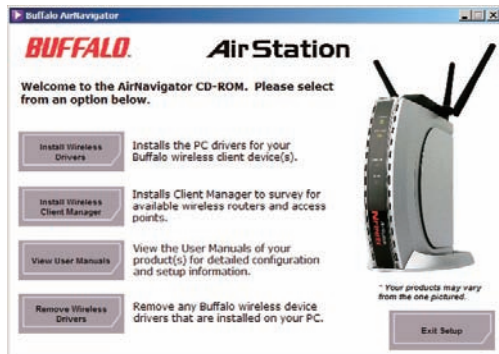 Buffalo AirNavigator
BUFFALO. AirStation
Welcome to the AirNavigator CD-ROM. Please select
from an option below.
Install Wireless
Drivers
Installs the PC drivers for your
Buffalo wireless client device(s).
Install Wireless
Client Manager
Installs Client Manager to survey for
available wireless routers and access
points.
View User Manuals
View the User Manuals of your
product(s) for detailed configuration
and setup information.
Remove Wireless
Drivers
Remove any Buffalo wireless device
drivers that are installed on your PC.
* Your products may vary
from the one pictured.
Exit Setup